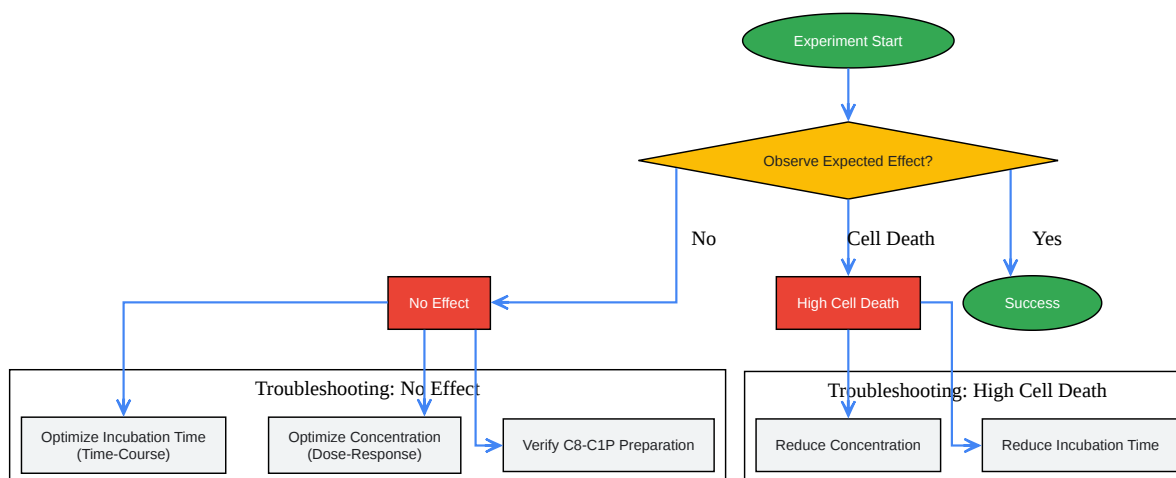 Experiment Start
Observe Expected Effect?
No
Cell Death
Yes
No Effect
High Cell Death
Success
Troubleshooting: No Effect
Troubleshooting: High Cell Death
Optimize Incubation Time
(Time-Course)
Optimize Concentration
(Dose-Response)
Verify C8-C1P Preparation
Reduce Concentration
Reduce Incubation Time